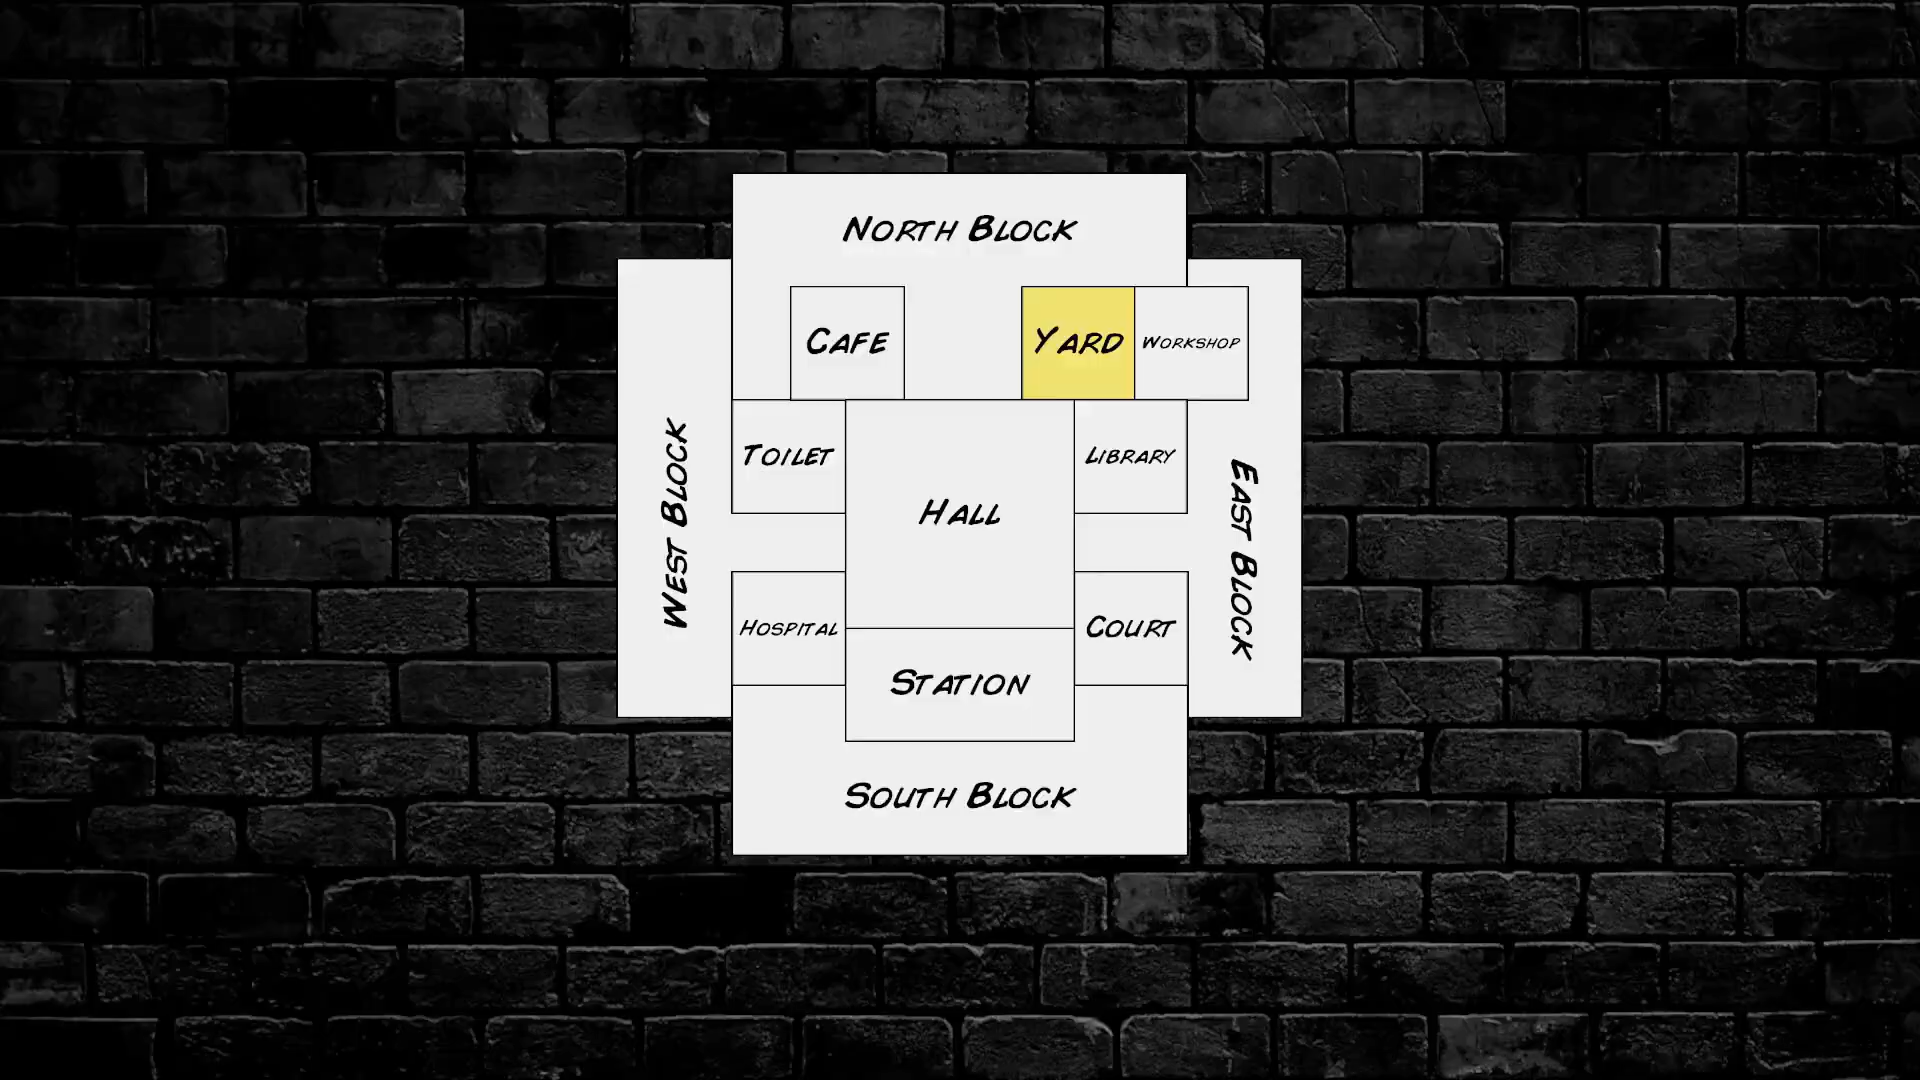 North Block
Cafe
Yard
Workshop
Toilet
Library
Hall
West Block
East Block
Hospital
Court
Station
South Block